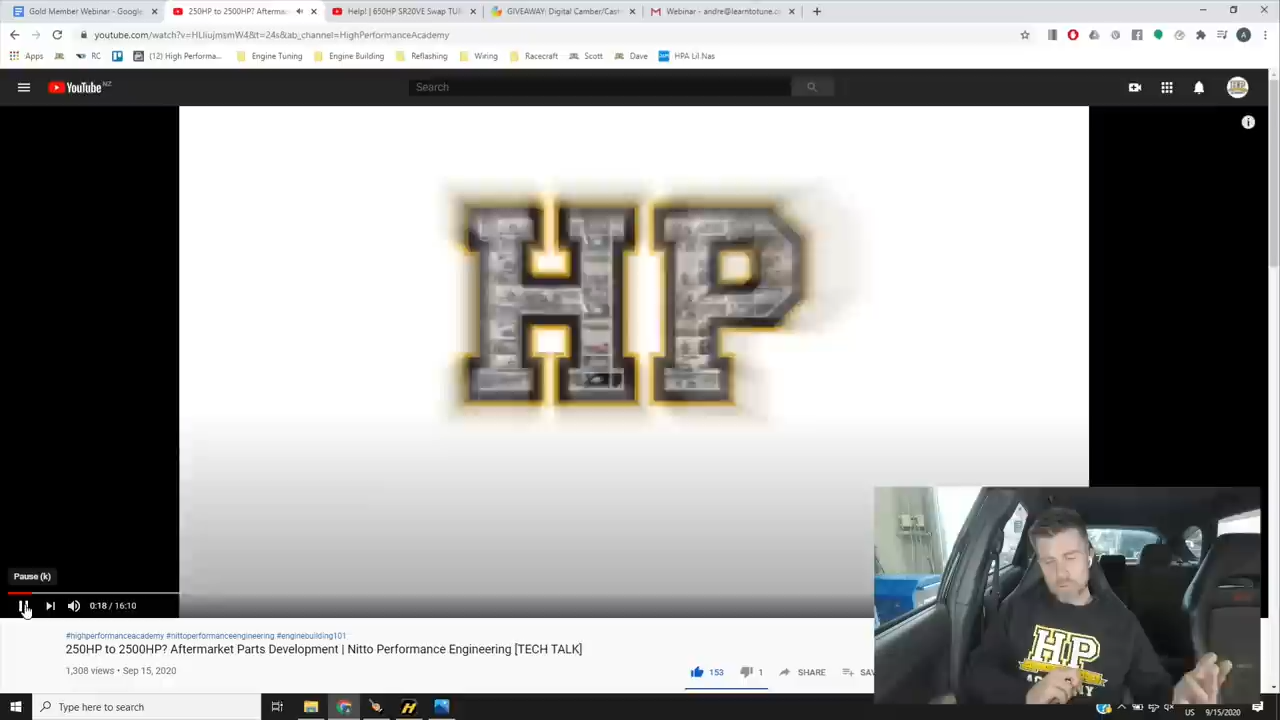 Gold Member Webinar - Google
250HP to 2500HP? Afterma
Help! | 650HP SR20VE Swap TU
GIVEAWAY: Digital Camber/Cast
Webinar - andre@learntotune.c
youtube.com/watch?v=HLIiujmsmW4&t=24s&ab_channel=HighPerformanceAcademy
Apps
RC
(12) High Performa...
Engine Tuning
Engine Building
Reflashing
Wiring
Racecraft
Scott
Dave
HPA Lil Nas
YouTube NZ
Search
HP
Pause (k)
0:18 / 16:10
#highperformanceacademy #nittoperformanceengineering #enginebuilding101
250HP to 2500HP? Aftermarket Parts Development | Nitto Performance Engineering [TECH TALK]
1,308 views • Sep 15, 2020
153
1
SHARE
SA
HP
ACADEMY
Type here to search
US
9/15/2020